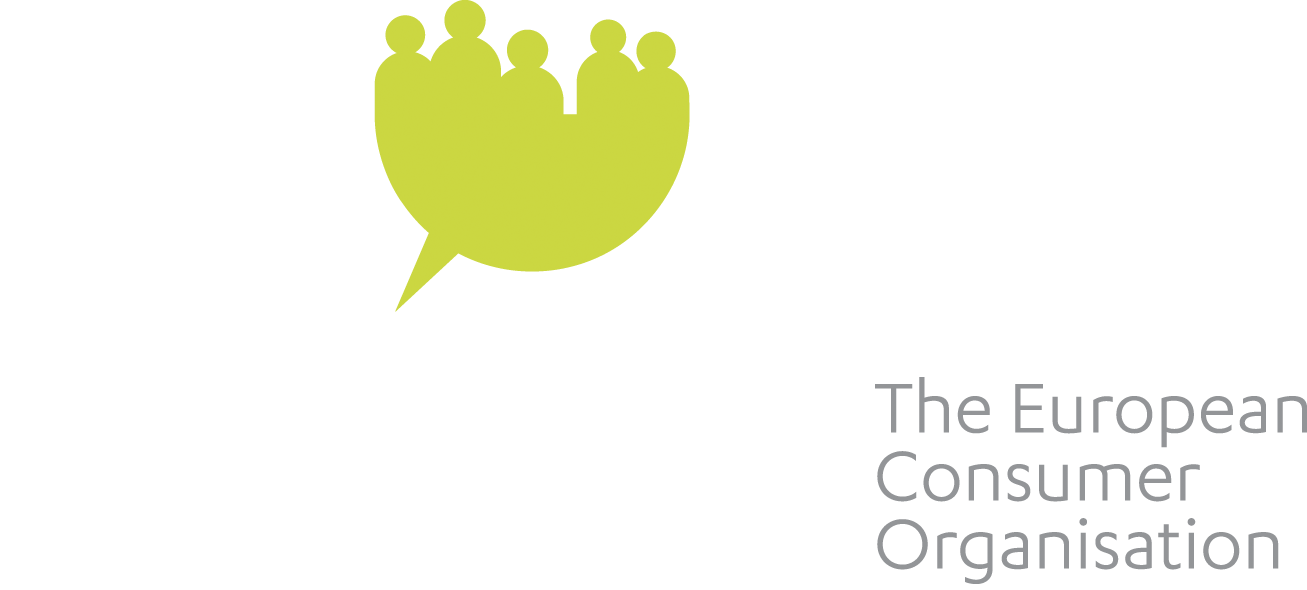 The European
Consumer
Organisation